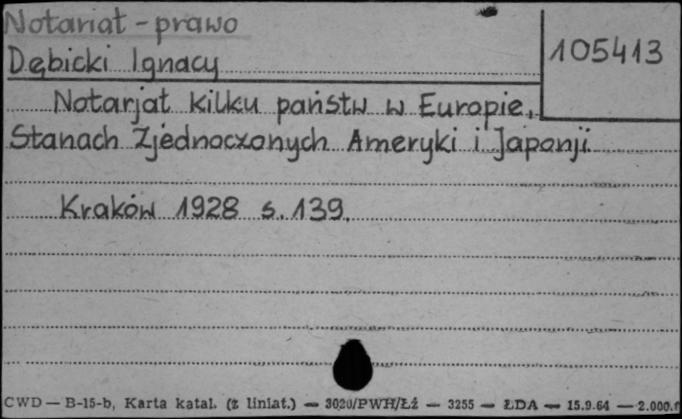 Notariat - prawo
105413
Dębicki Ignacy
Notarjat kilku państw w Europie,
Stanach Zjednoczonych Ameryki i Japonji
Kraków 1928 s. 139.
CWD — B-15-b, Karta katal. (z liniat.) — 3020/PWH/Łź — 3255 — ŁDA — 15.9.64 — 2.000.0